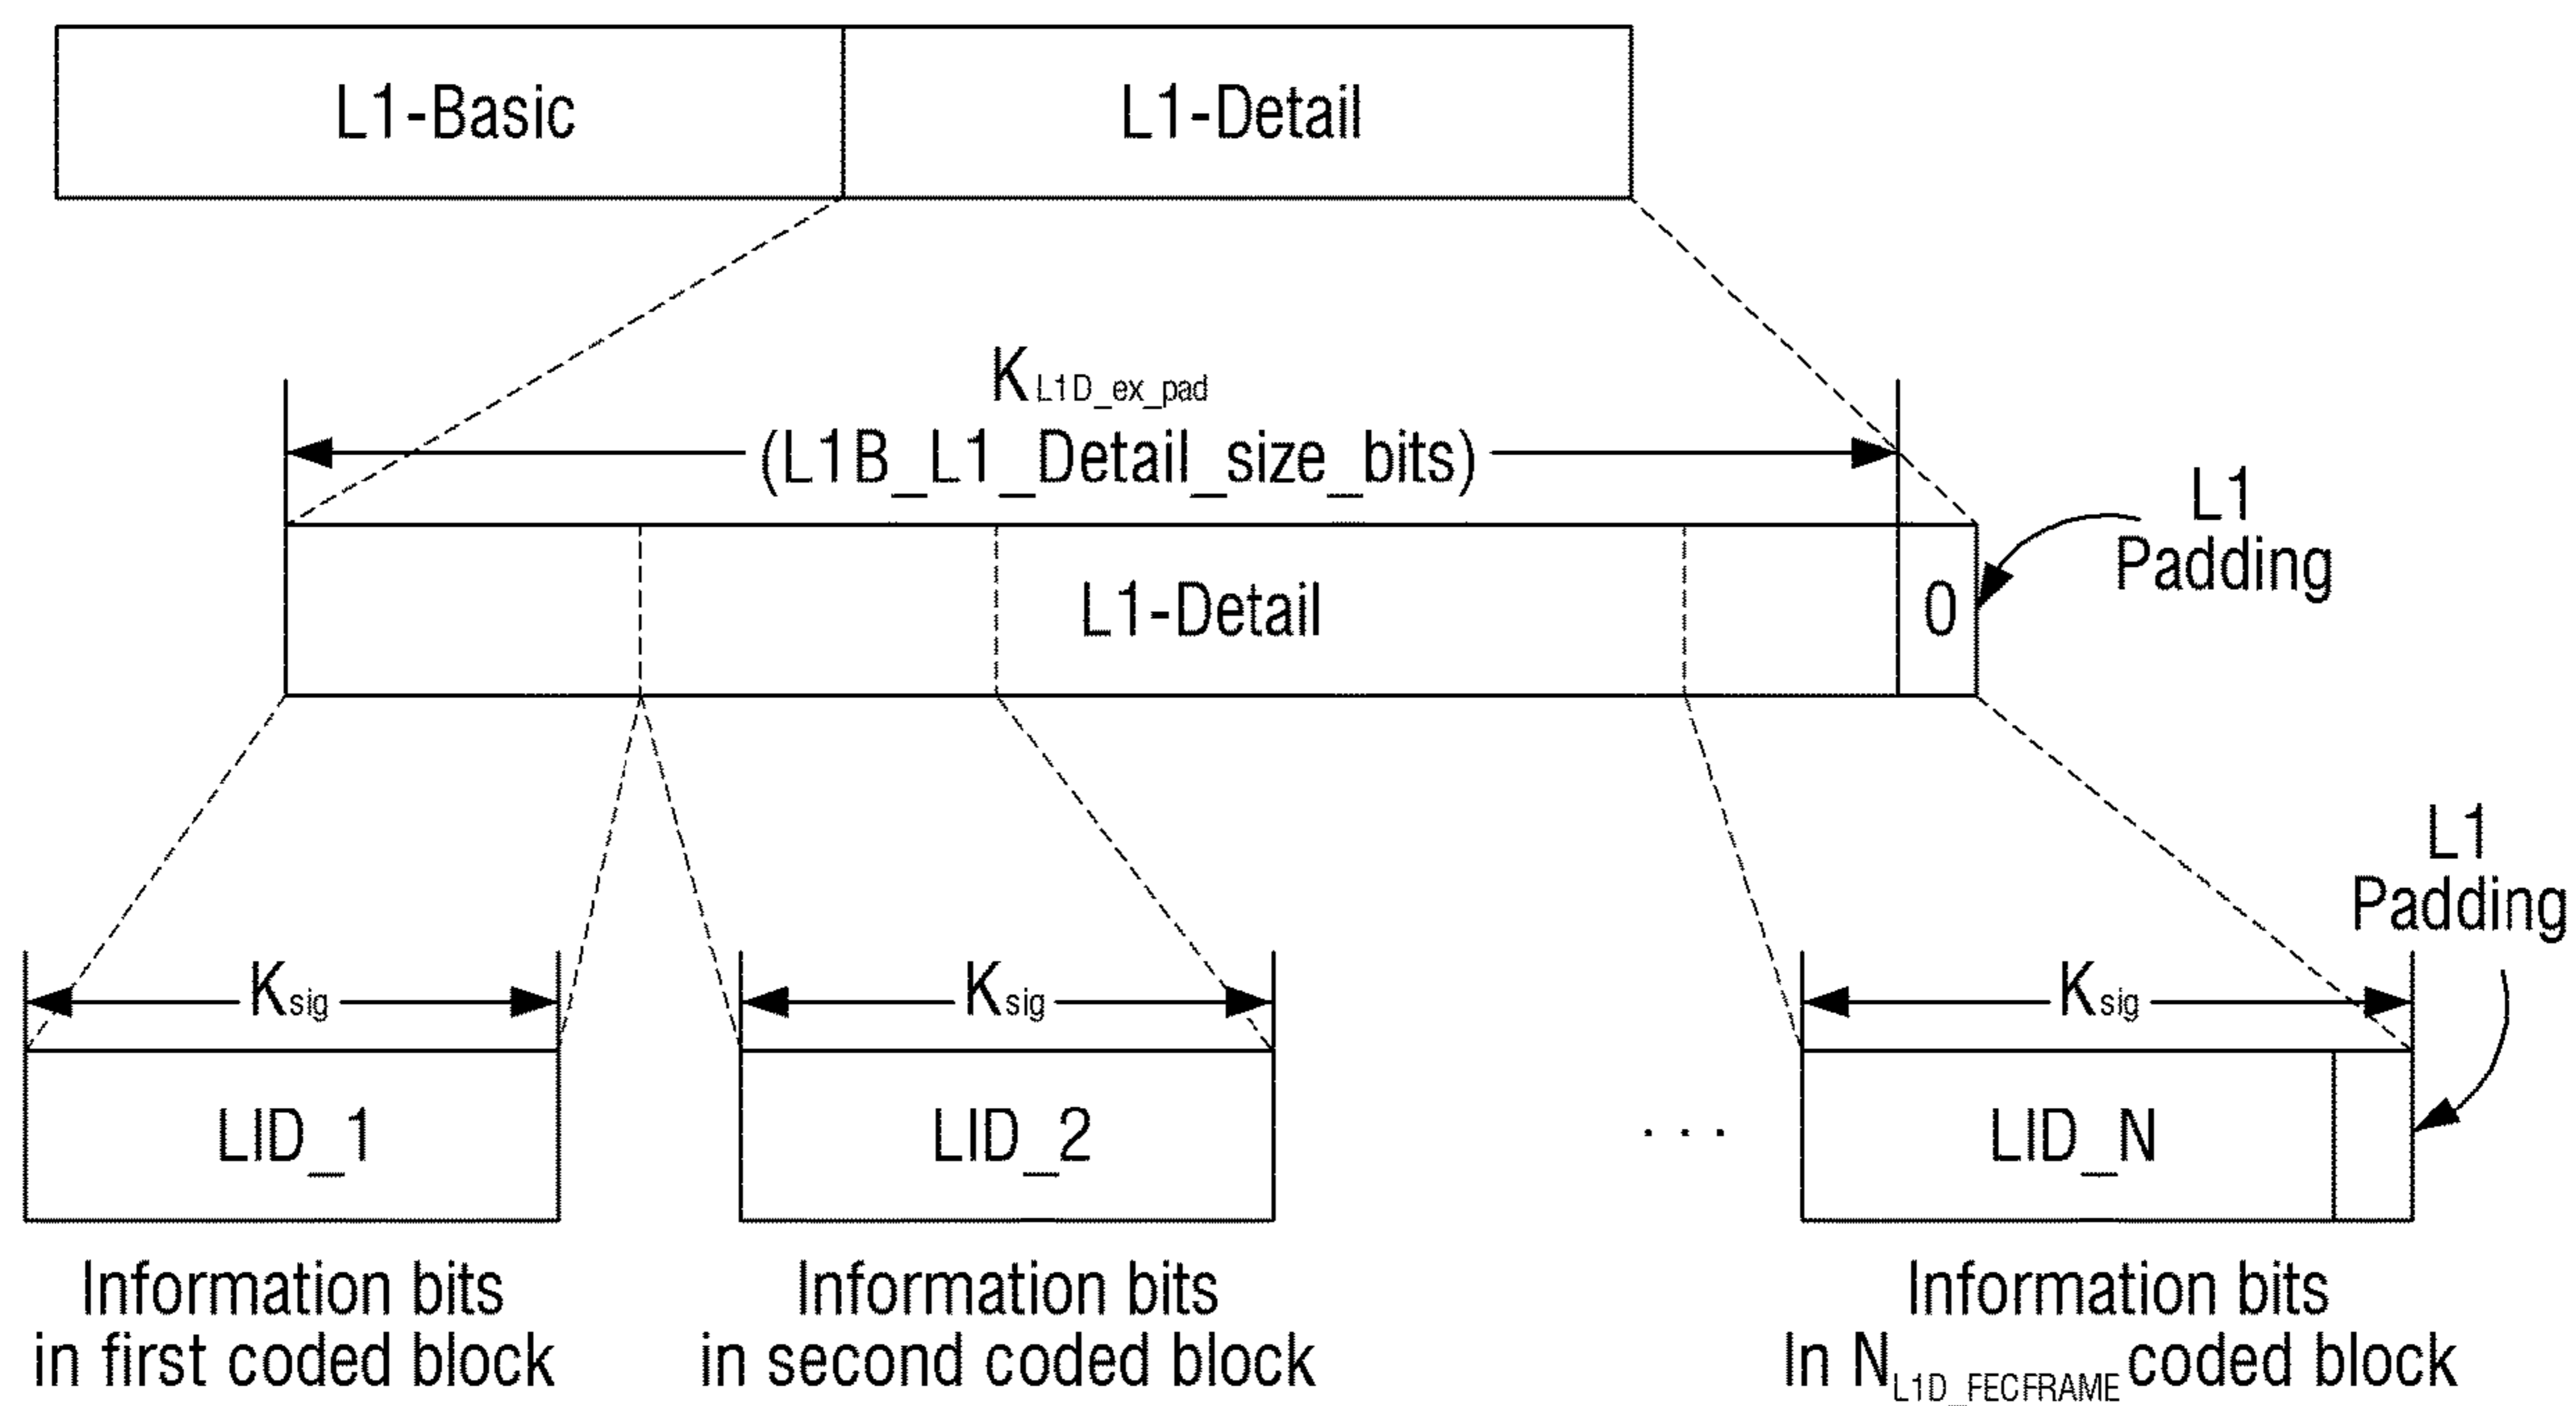 L1-Basic L1-Detail
K L1D_ex_pad
(L1B_L1_Detail_size_bits)
L1
Padding
L1-Detail 0
L1
Padding
Ksig Ksig Ksig
LID_1 LID_2 . . . LID_N
Information bits
in first coded block
Information bits
in second coded block
Information bits
In NL1D_FECFRAME coded block